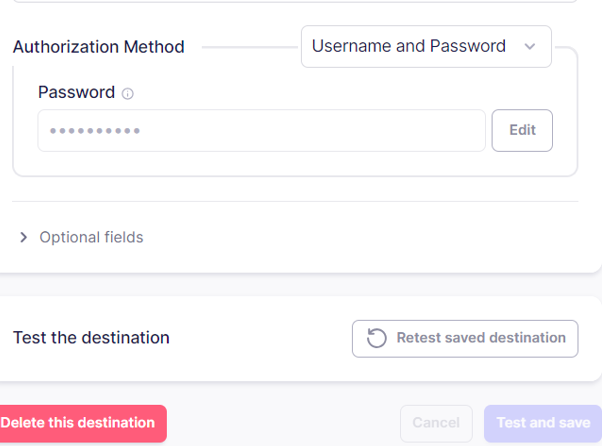 Authorization Method
Username and Password
Password
Edit
Optional fields
Test the destination
Retest saved destination
Delete this destination
Cancel
Test and save